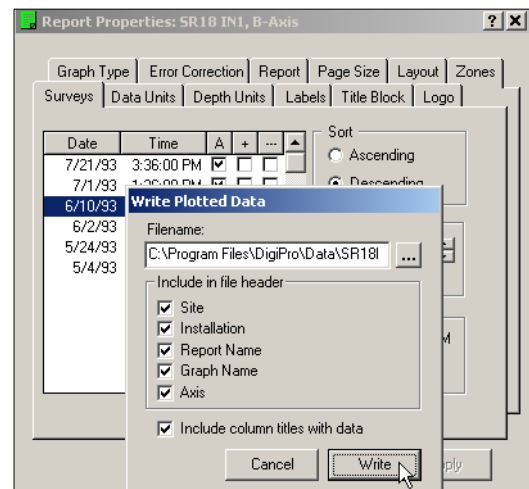 Report Properties: SR18 IN1, B-Axis
Graph Type Error Correction Report Page Size Layout Zones
Surveys Data Units Depth Units Labels Title Block Logo
Date Time A + --- Sort
7/21/93 3:36:00 PM Ascending
7/1/93 Descending
6/10/93
6/2/93
5/24/93
5/4/93
Write Plotted Data
Filename:
C:\Program Files\DigiPro\Data\SR18I ...
Include in file header
Site
Installation
Report Name
Graph Name
Axis
Include column titles with data
Cancel Write